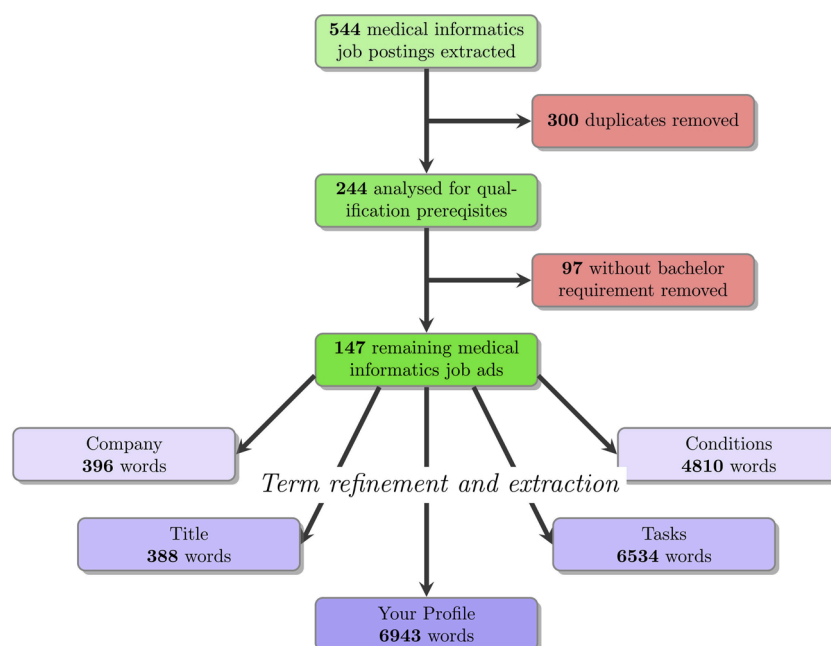 544 medical informatics
job postings extracted
300 duplicates removed
244 analysed for qual-
ification prereqisites
97 without bachelor
requirement removed
147 remaining medical
informatics job ads
Company
396 words
Conditions
4810 words
Term refinement and extraction
Title
388 words
Tasks
6534 words
Your Profile
6943 words